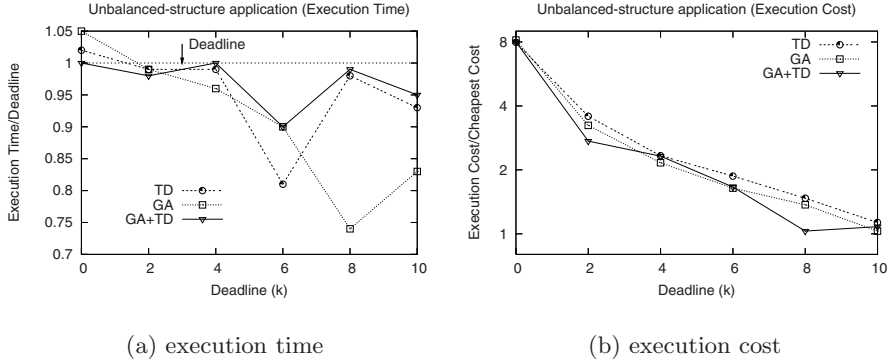 Unbalanced-structure application (Execution Time)
1.05
1
0.95
0.9
0.85
0.8
0.75
0.7
Execution Time/Deadline
Deadline
TD
GA
GA+TD
0 2 4 6 8 10
Deadline (k)
(a) execution time
Unbalanced-structure application (Execution Cost)
8
4
2
1
Execution Cost/Cheapest Cost
TD
GA
GA+TD
0 2 4 6 8 10
Deadline (k)
(b) execution cost